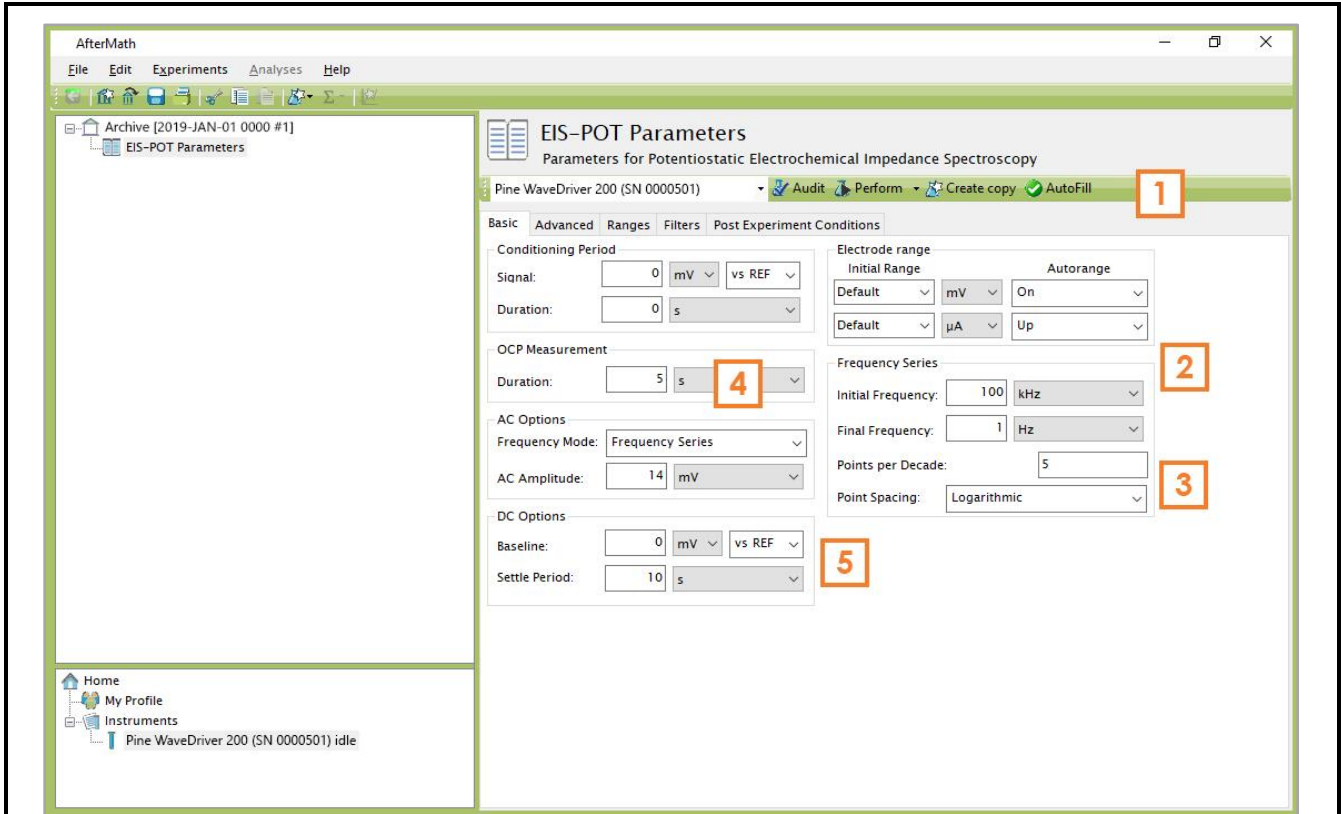 AfterMath
File Edit Experiments Analyses Help
Archive [2019-JAN-01 0000 #1]
EIS-POT Parameters
Home
My Profile
Instruments
Pine WaveDriver 200 (SN 0000501) idle
EIS-POT Parameters
Parameters for Potentiostatic Electrochemical Impedance Spectroscopy
Pine WaveDriver 200 (SN 0000501) Audit Perform Create copy AutoFill
1
Basic Advanced Ranges Filters Post Experiment Conditions
Conditioning Period
Signal: 0 mV vs REF
Duration: 0 s
OCP Measurement
Duration: 5 s
4
AC Options
Frequency Mode: Frequency Series
AC Amplitude: 14 mV
DC Options
Baseline: 0 mV vs REF
Settle Period: 10 s
5
Electrode range
Initial Range Autorange
Default mV On
Default µA Up
2
Frequency Series
Initial Frequency: 100 kHz
Final Frequency: 1 Hz
Points per Decade: 5
Point Spacing: Logarithmic
3